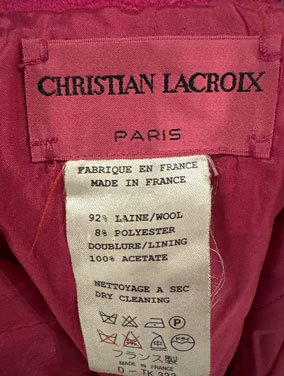 CHRISTIAN LACROIX
PARIS
FABRIQUE EN FRANCE
MADE IN FRANCE
92% LAINE/WOOL
8% POLYESTER
DOUBLURE/LINING
100% ACETATE
NETTOYAGE A SEC
DRY CLEANING
フランス製
MADE IN FRANCE